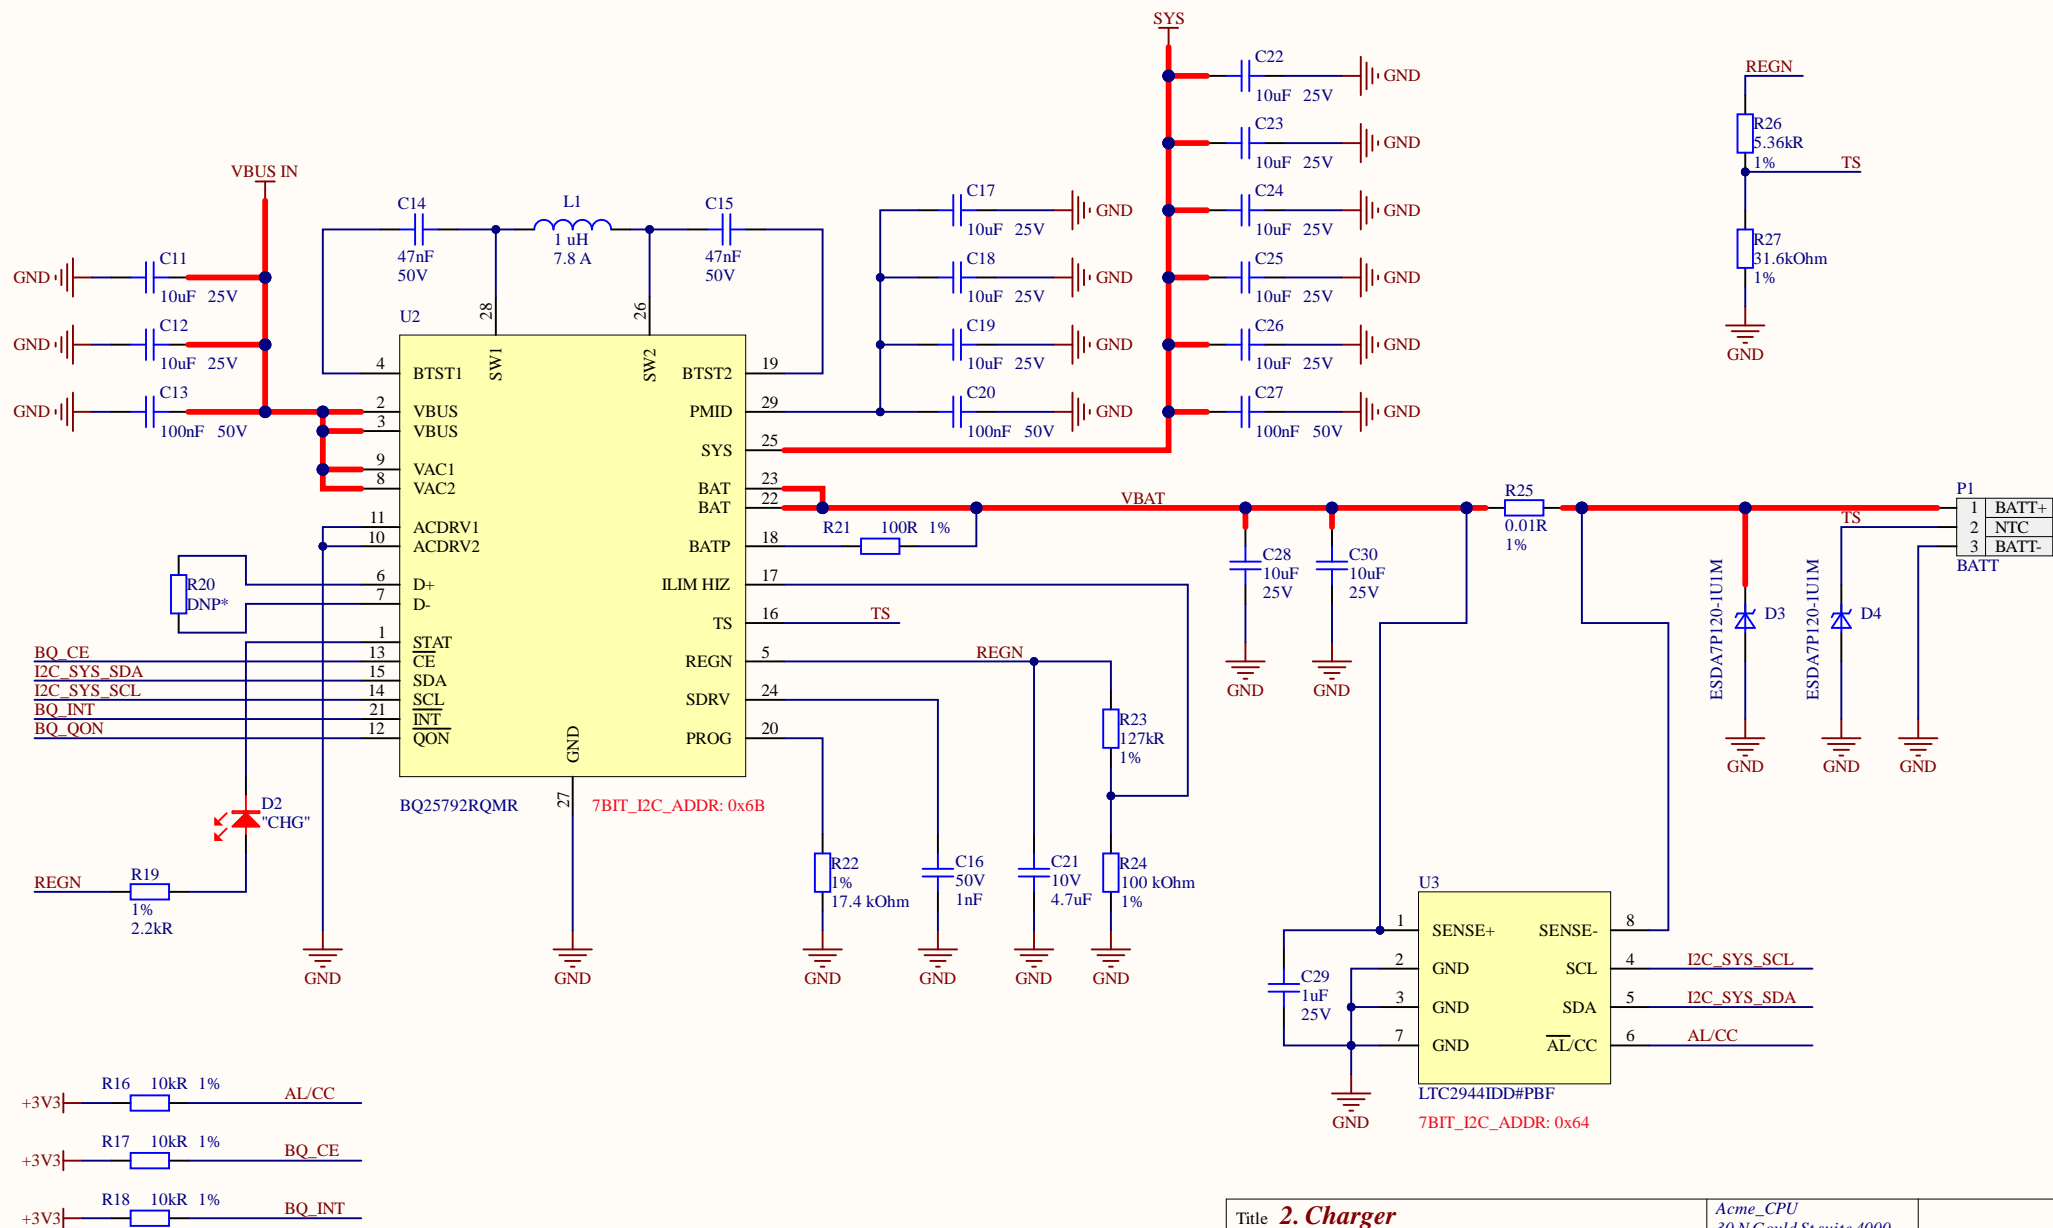 SYS
C22
GND
10uF 25V
C23
GND
10uF 25V
C24
GND
10uF 25V
C25
GND
10uF 25V
C26
GND
10uF 25V
C27
GND
100nF 50V
REGN
R26
5.36kR
1%
TS
R27
31.6kOhm
1%
GND
VBUS IN
C11
GND
10uF 25V
C12
GND
10uF 25V
C13
GND
100nF 50V
C14
47nF
50V
L1
1 uH
7.8 A
C15
47nF
50V
C17
GND
10uF 25V
C18
GND
10uF 25V
C19
GND
10uF 25V
C20
GND
100nF 50V
U2
28
SW1
26
SW2
4 BTST1
2 VBUS
3 VBUS
9 VAC1
8 VAC2
11 ACDRV1
10 ACDRV2
6 D+
7 D-
1 STAT
13 CE
15 SDA
14 SCL
21 INT
12 QON
BTST2 19
PMID 29
SYS 25
BAT 23
BAT 22
BATP 18
ILIM HIZ 17
TS 16
REGN 5
SDRV 24
PROG 20
GND
27
BQ25792RQMR
7BIT_I2C_ADDR: 0x6B
R20
DNP*
BQ_CE
I2C_SYS_SDA
I2C_SYS_SCL
BQ_INT
BQ_QON
D2
"CHG"
REGN
R19
1%
2.2kR
GND
GND
VBAT
R21 100R 1%
TS
REGN
R23
127kR
1%
R22
1%
17.4 kOhm
GND
C16
50V
1nF
GND
C21
10V
4.7uF
GND
R24
100 kOhm
1%
GND
C28
10uF
25V
GND
C30
10uF
25V
GND
R25
0.01R
1%
P1
1 BATT+
2 NTC
3 BATT-
BATT
TS
ESDA7P120-1U1M
D3
GND
ESDA7P120-1U1M
D4
GND
GND
U3
1 SENSE+
2 GND
3 GND
7 GND
SENSE- 8
SCL 4
SDA 5
AL/CC 6
I2C_SYS_SCL
I2C_SYS_SDA
AL/CC
C29
1uF
25V
GND
LTC2944IDD#PBF
7BIT_I2C_ADDR: 0x64
R16 10kR 1%
+3V3
AL/CC
R17 10kR 1%
+3V3
BQ_CE
R18 10kR 1%
+3V3
BQ_INT
Title 2. Charger
Acme_CPU
30 N Gould St suite 4000